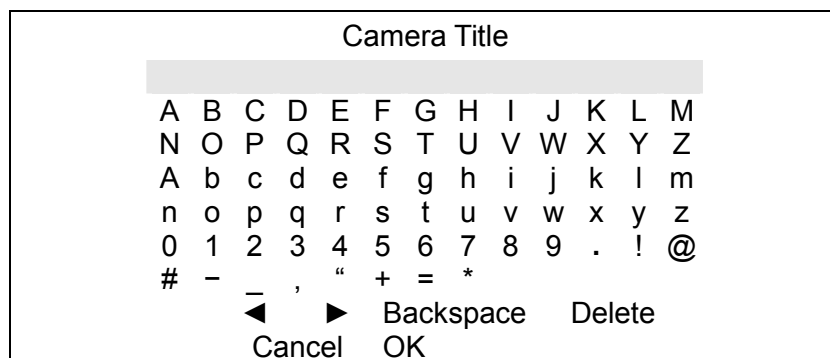 Camera Title
A B C D E F G H I J K L M
N O P Q R S T U V W X Y Z
A b c d e f g h i j k l m
n o p q r s t u v w x y z
0 1 2 3 4 5 6 7 8 9 . ! @
# − _ , “ + = *
◄ ► Backspace Delete
Cancel OK